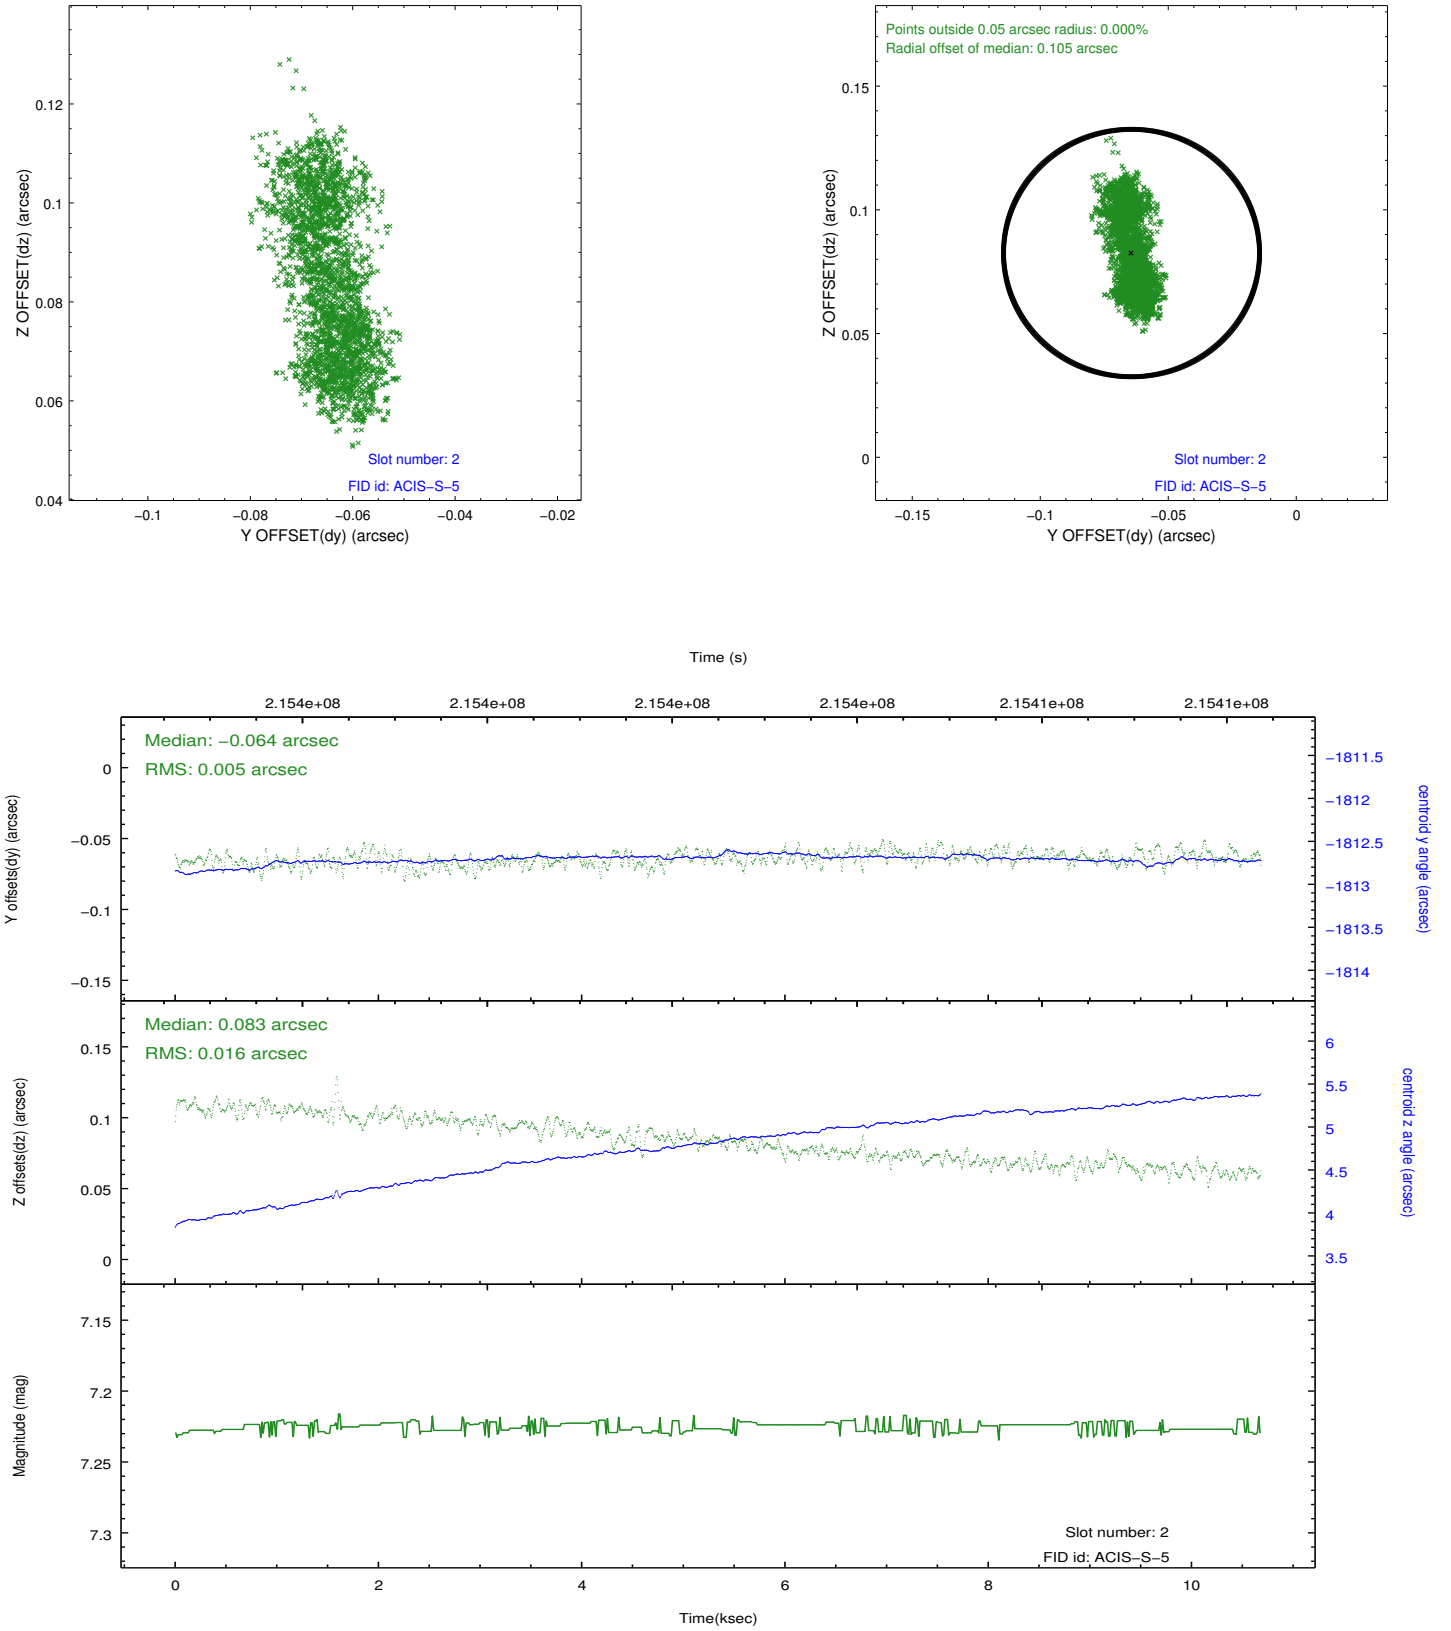 0.12
0.1
0.08
0.06
0.04
Z OFFSET(dz) (arcsec)
Slot number: 2
FID id: ACIS−S−5
−0.1
−0.08
−0.06
−0.04
−0.02
Y OFFSET(dy) (arcsec)
Points outside 0.05 arcsec radius: 0.000%
Radial offset of median: 0.105 arcsec
0.15
0.1
0.05
0
Z OFFSET(dz) (arcsec)
Slot number: 2
FID id: ACIS−S−5
−0.15
−0.1
−0.05
0
Y OFFSET(dy) (arcsec)
Time (s)
2.154e+08
2.154e+08
2.154e+08
2.154e+08
2.1541e+08
2.1541e+08
Median: −0.064 arcsec
RMS: 0.005 arcsec
0
−0.05
−0.1
−0.15
Y offsets(dy) (arcsec)
−1811.5
−1812
−1812.5
−1813
−1813.5
−1814
centroid y angle (arcsec)
Median: 0.083 arcsec
RMS: 0.016 arcsec
0.15
0.1
0.05
0
Z offsets(dz) (arcsec)
6
5.5
5
4.5
4
3.5
centroid z angle (arcsec)
7.15
7.2
7.25
7.3
Magnitude (mag)
Slot number: 2
FID id: ACIS−S−5
0
2
4
6
8
10
Time(ksec)